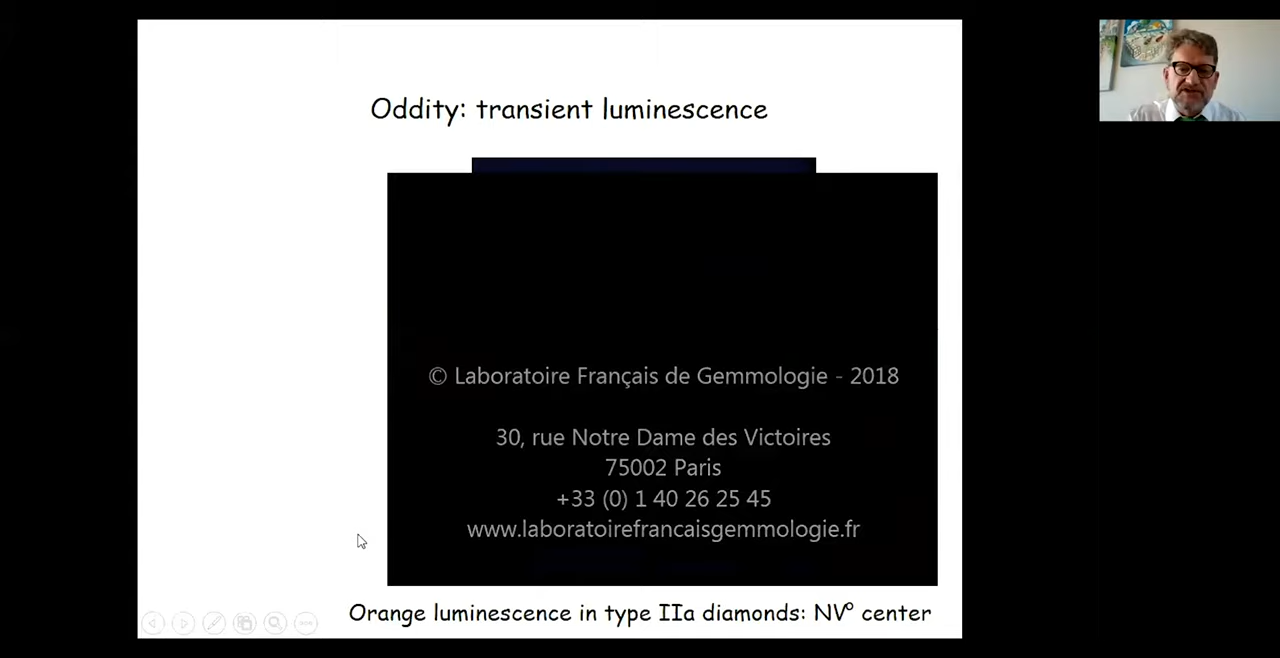 Oddity: transient luminescence
© Laboratoire Français de Gemmologie - 2018
30, rue Notre Dame des Victoires
75002 Paris
+33 (0) 1 40 26 25 45
www.laboratoirefrancaisgemmologie.fr
Orange luminescence in type IIa diamonds: NV° center